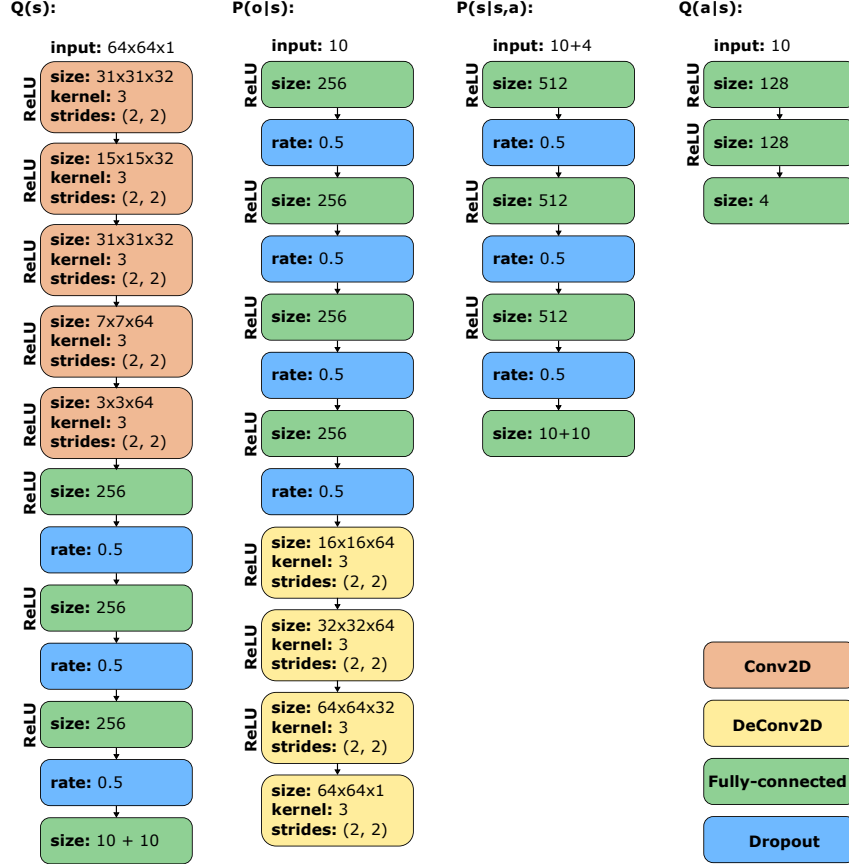 Q(s):
input: 64x64x1
ReLU
size: 31x31x32
kernel: 3
strides: (2, 2)
ReLU
size: 15x15x32
kernel: 3
strides: (2, 2)
ReLU
size: 31x31x32
kernel: 3
strides: (2, 2)
ReLU
size: 7x7x64
kernel: 3
strides: (2, 2)
ReLU
size: 3x3x64
kernel: 3
strides: (2, 2)
ReLU
size: 256
rate: 0.5
ReLU
size: 256
rate: 0.5
ReLU
size: 256
rate: 0.5
size: 10 + 10
P(o|s):
input: 10
ReLU
size: 256
rate: 0.5
ReLU
size: 256
rate: 0.5
ReLU
size: 256
rate: 0.5
ReLU
size: 256
rate: 0.5
ReLU
size: 16x16x64
kernel: 3
strides: (2, 2)
ReLU
size: 32x32x64
kernel: 3
strides: (2, 2)
ReLU
size: 64x64x32
kernel: 3
strides: (2, 2)
size: 64x64x1
kernel: 3
strides: (2, 2)
P(s|s,a):
input: 10+4
ReLU
size: 512
rate: 0.5
ReLU
size: 512
rate: 0.5
ReLU
size: 512
rate: 0.5
size: 10+10
Q(a|s):
input: 10
ReLU
size: 128
ReLU
size: 128
size: 4
Conv2D
DeConv2D
Fully-connected
Dropout